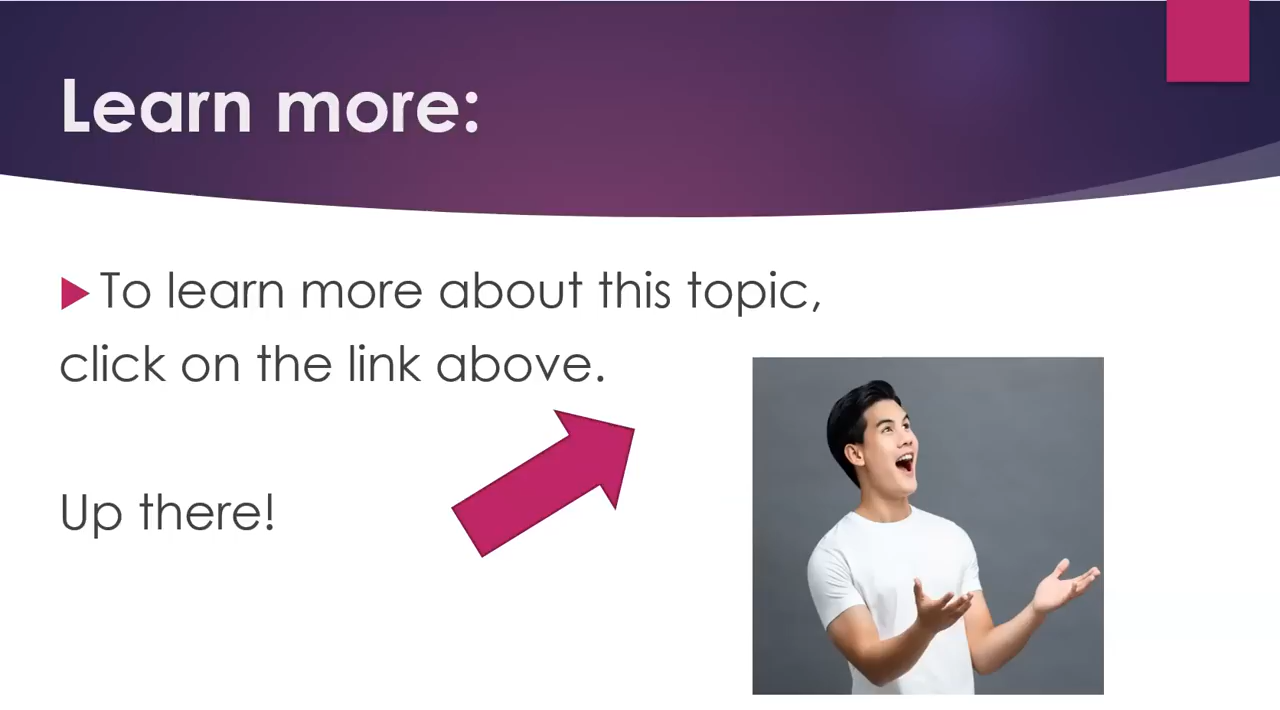 Learn more:
To learn more about this topic,
click on the link above.
Up there!